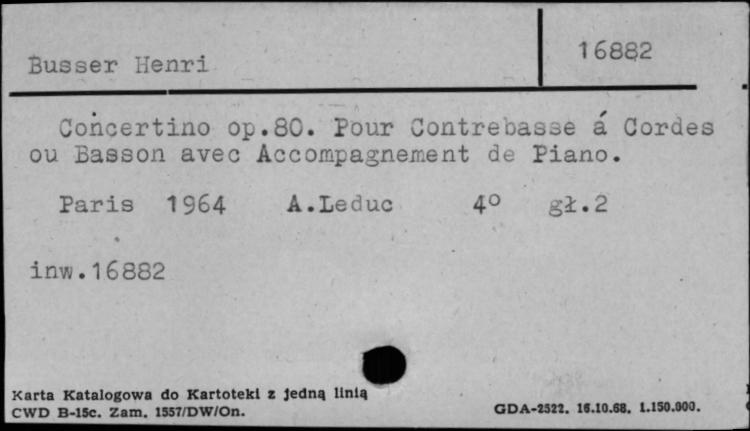 Busser Henri 16882
Concertino op.80. Pour Contrebasse á Cordes
ou Basson avec Accompagnement de Piano.
Paris 1964 A.Leduc 4º gł.2
inw.16882
Karta Katalogowa do Kartoteki z jedną linią
CWD B-15c. Zam. 1557/DW/On. GDA-2522. 16.10.68. 1.150.000.